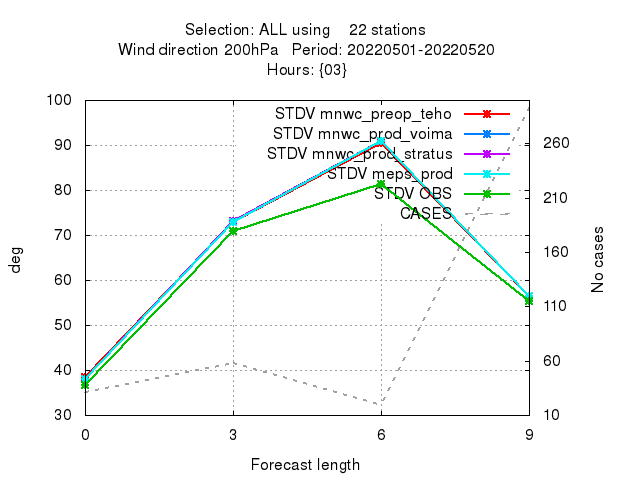 Selection: ALL using 22 stations
Wind direction 200hPa Period: 20220501-20220520
Hours: {03}
100
90
80
70
60
50
40
30
deg
STDV mnwc_preop_teho
STDV mnwc_prod_voima
STDV mnwc_prod_stratus
STDV meps_prod
STDV OBS
CASES
260
210
160
110
60
10
No cases
0 3 6 9
Forecast length